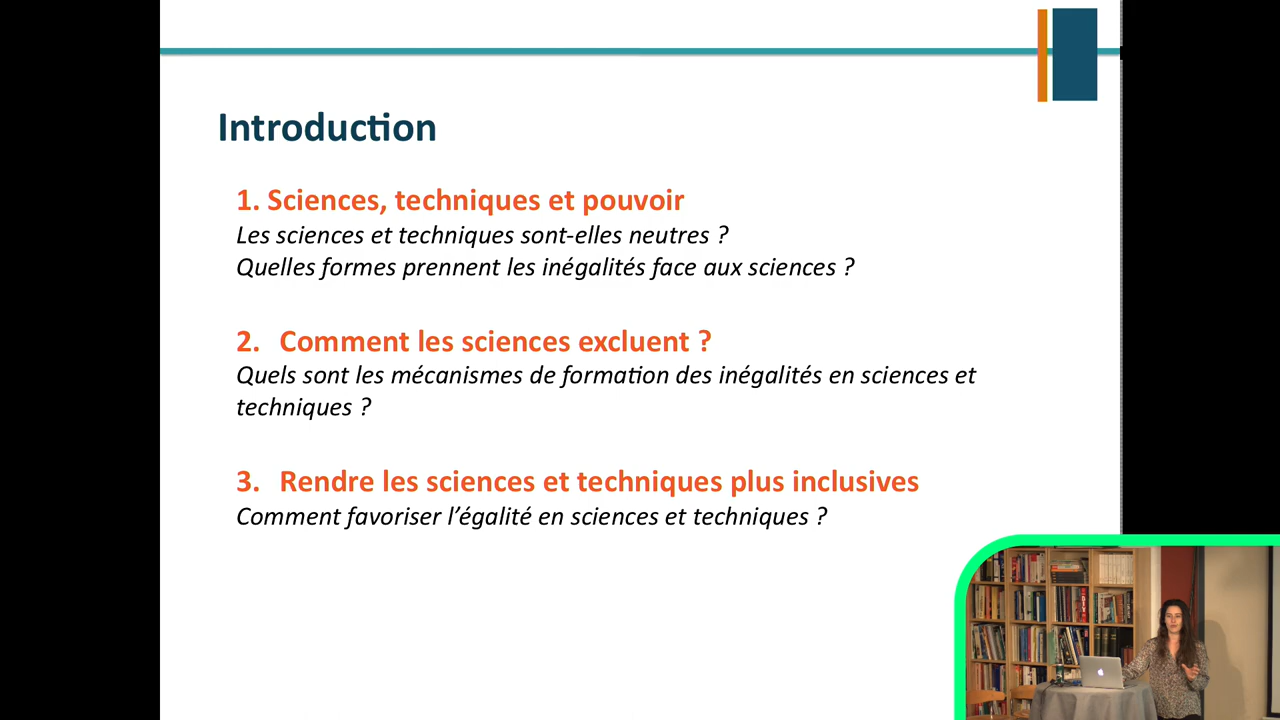 Introduction
1. Sciences, techniques et pouvoir
Les sciences et techniques sont-elles neutres ?
Quelles formes prennent les inégalités face aux sciences ?
2. Comment les sciences excluent ?
Quels sont les mécanismes de formation des inégalités en sciences et
techniques ?
3. Rendre les sciences et techniques plus inclusives
Comment favoriser l’égalité en sciences et techniques ?